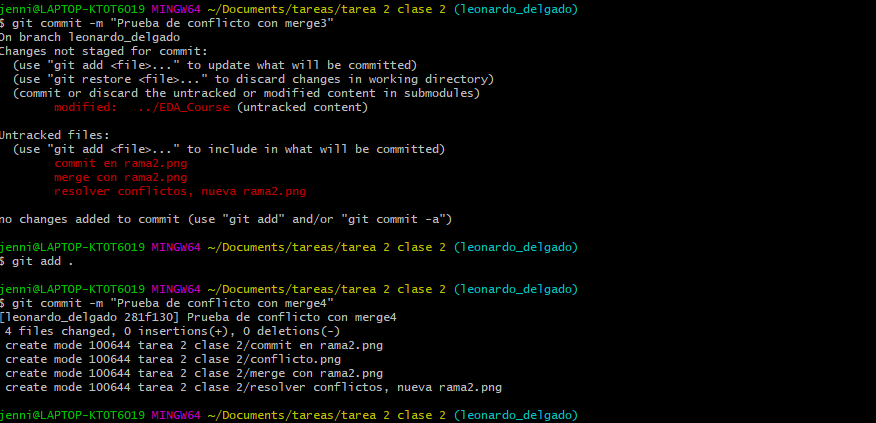 jenni@LAPTOP-KTOT6019 MINGW64 ~/Documents/tareas/tarea 2 clase 2 (leonardo_delgado)
$ git commit -m "Prueba de conflicto con merge3"
On branch leonardo_delgado
Changes not staged for commit:
  (use "git add <file>..." to update what will be committed)
  (use "git restore <file>..." to discard changes in working directory)
  (commit or discard the untracked or modified content in submodules)
        modified:   ../EDA_Course (untracked content)

Untracked files:
  (use "git add <file>..." to include in what will be committed)
        commit en rama2.png
        merge con rama2.png
        resolver conflictos, nueva rama2.png

no changes added to commit (use "git add" and/or "git commit -a")

jenni@LAPTOP-KTOT6019 MINGW64 ~/Documents/tareas/tarea 2 clase 2 (leonardo_delgado)
$ git add .

jenni@LAPTOP-KTOT6019 MINGW64 ~/Documents/tareas/tarea 2 clase 2 (leonardo_delgado)
$ git commit -m "Prueba de conflicto con merge4"
[leonardo_delgado 281f130] Prueba de conflicto con merge4
 4 files changed, 0 insertions(+), 0 deletions(-)
 create mode 100644 tarea 2 clase 2/commit en rama2.png
 create mode 100644 tarea 2 clase 2/conflicto.png
 create mode 100644 tarea 2 clase 2/merge con rama2.png
 create mode 100644 tarea 2 clase 2/resolver conflictos, nueva rama2.png

jenni@LAPTOP-KTOT6019 MINGW64 ~/Documents/tareas/tarea 2 clase 2 (leonardo_delgado)